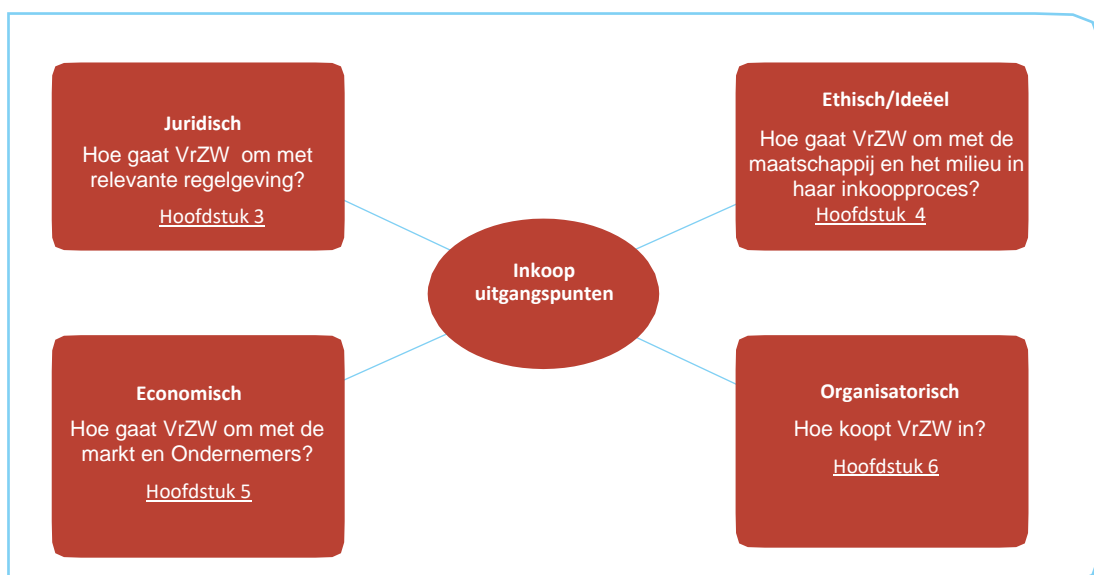 Juridisch
Hoe gaat VrZW om met
relevante regelgeving?
Hoofdstuk 3
Ethisch/Ideëel
Hoe gaat VrZW om met de
maatschappij en het milieu in
haar inkoopproces?
Hoofdstuk 4
Inkoop
uitgangspunten
Economisch
Hoe gaat VrZW om met de
markt en Ondernemers?
Hoofdstuk 5
Organisatorisch
Hoe koopt VrZW in?
Hoofdstuk 6